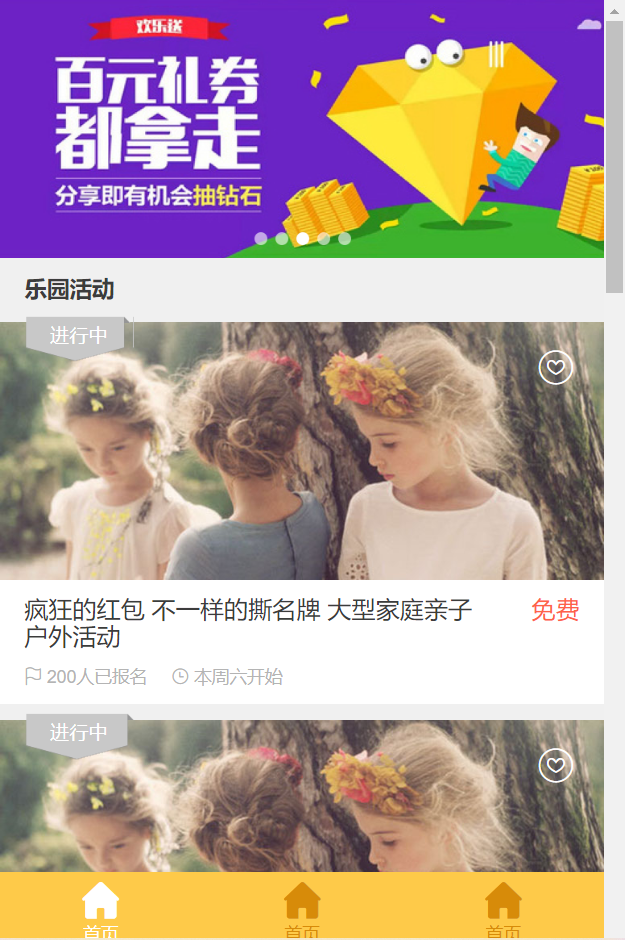 欢乐送
百元礼券
都拿走
分享即有机会抽钻石
乐园活动
进行中
疯狂的红包 不一样的撕名牌 大型家庭亲子
户外活动
免费
200人已报名 本周六开始
进行中
首页 首页 首页